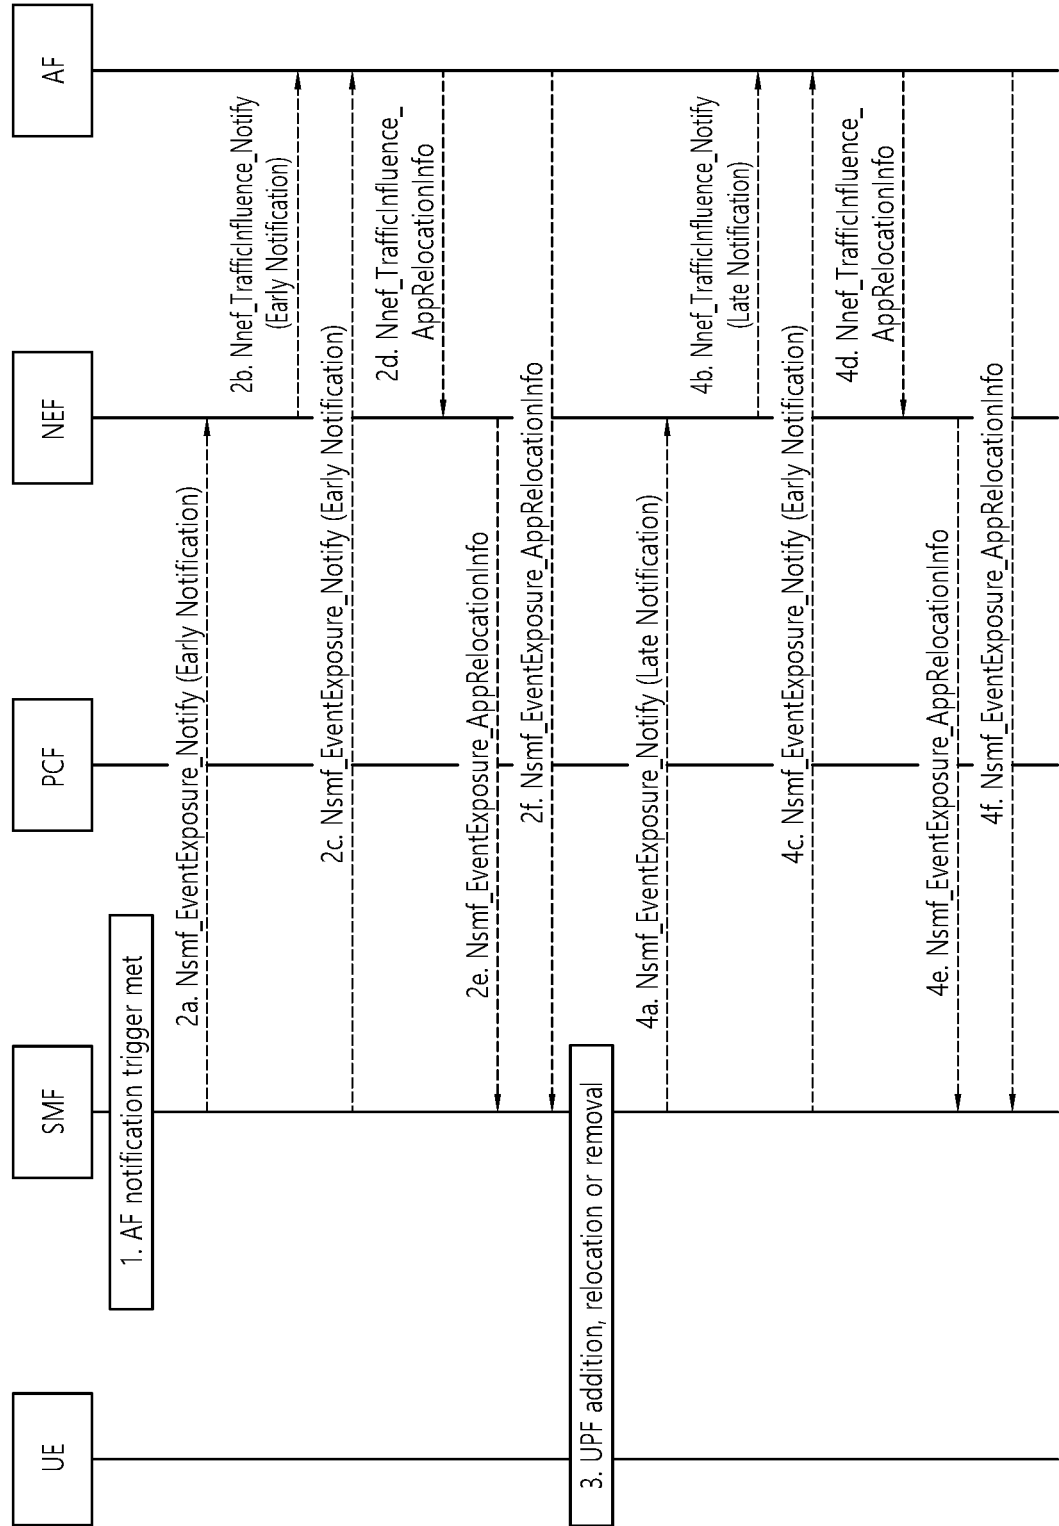 UE
SMF
PCF
NEF
AF
1. AF notification trigger met
2a. Nsmf_EventExposure_Notify (Early Notification)
2b. Nnef_TrafficInfluence_Notify
(Early Notification)
2c. Nsmf_EventExposure_Notify (Early Notification)
2d. Nnef_TrafficInfluence_
AppRelocationInfo
2e. Nsmf_EventExposure_AppRelocationInfo
2f. Nsmf_EventExposure_AppRelocationInfo
3. UPF addition, relocation or removal
4a. Nsmf_EventExposure_Notify (Late Notification)
4b. Nnef_TrafficInfluence_Notify
(Late Notification)
4c. Nsmf_EventExposure_Notify (Early Notification)
4d. Nnef_TrafficInfluence_
AppRelocationInfo
4e. Nsmf_EventExposure_AppRelocationInfo
4f. Nsmf_EventExposure_AppRelocationInfo